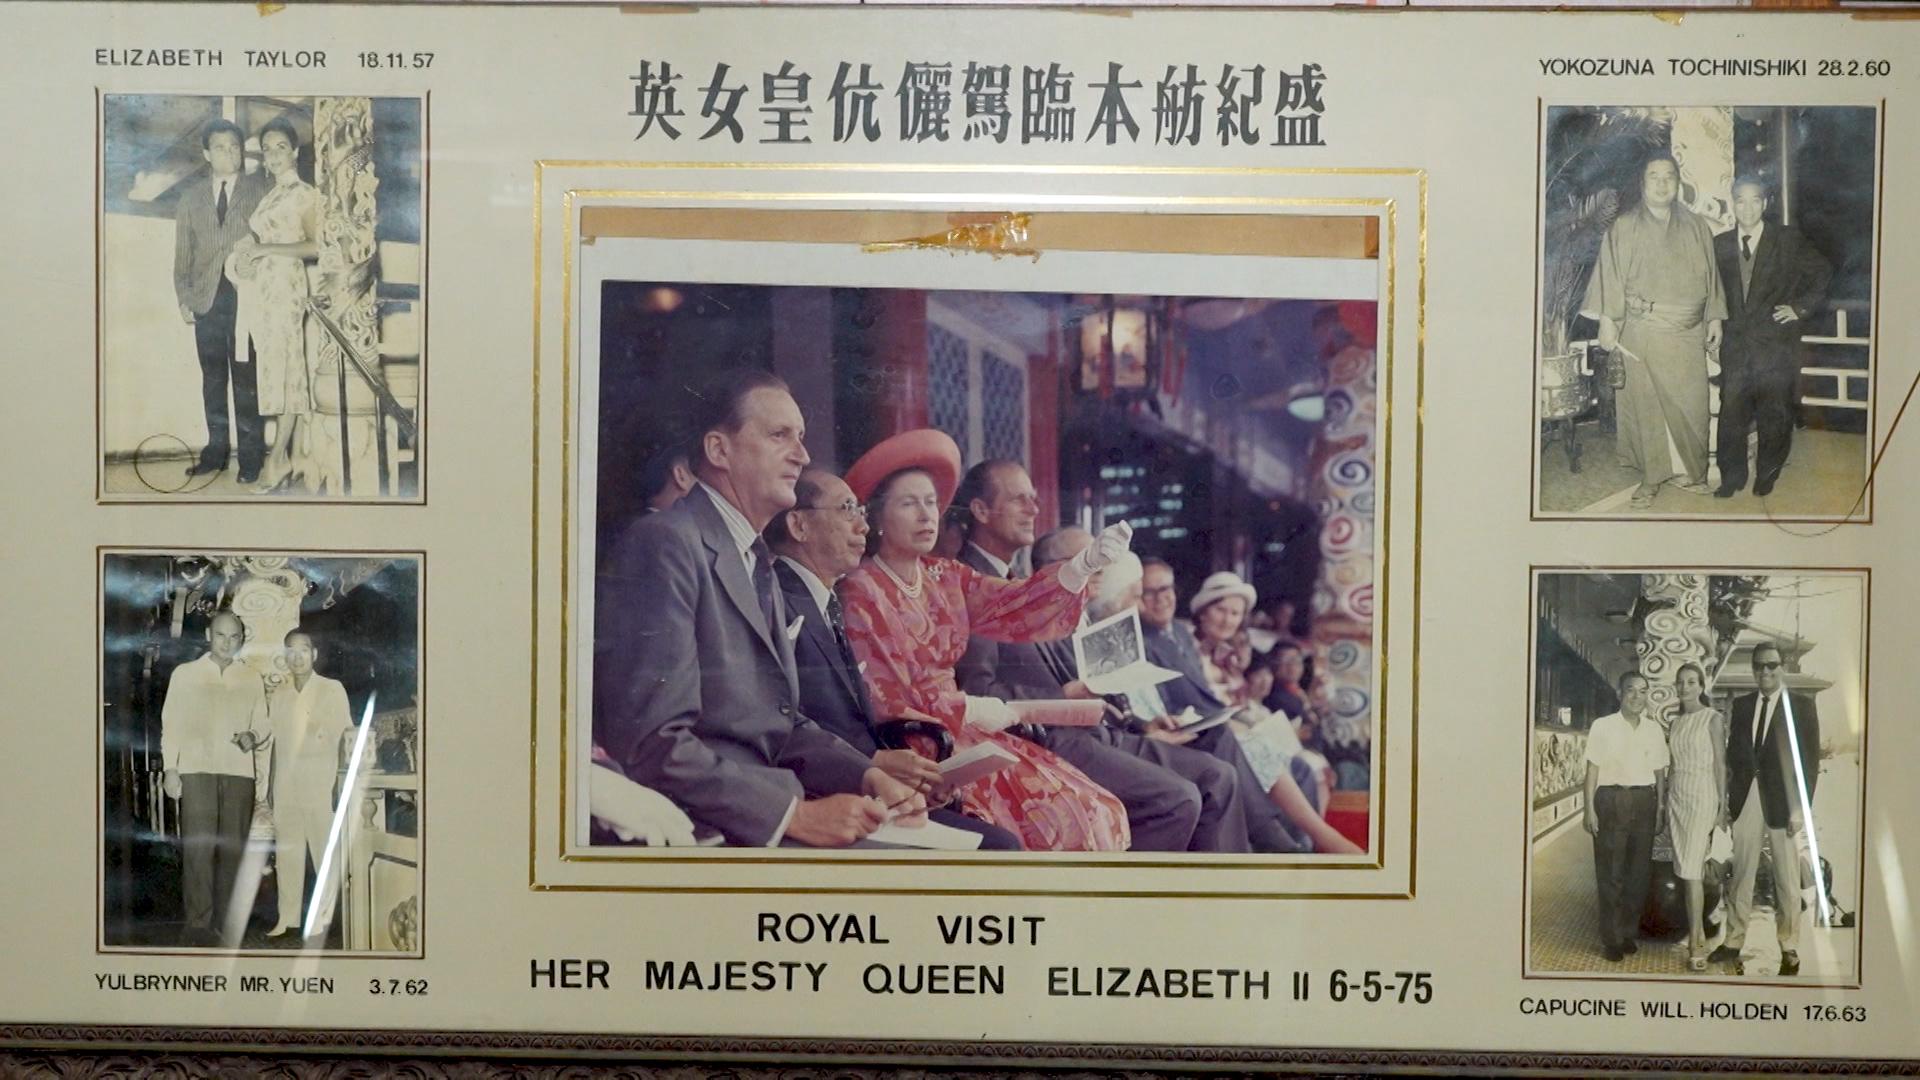 ELIZABETH TAYLOR 18.11.57
英女皇伉儷駕臨本舫紀盛
YOKOZUNA TOCHINISHIKI 28.2.60
YULBRYNNER MR. YUEN 3.7.62
ROYAL VISIT
HER MAJESTY QUEEN ELIZABETH II 6-5-75
CAPUCINE WILL. HOLDEN 17.6.63